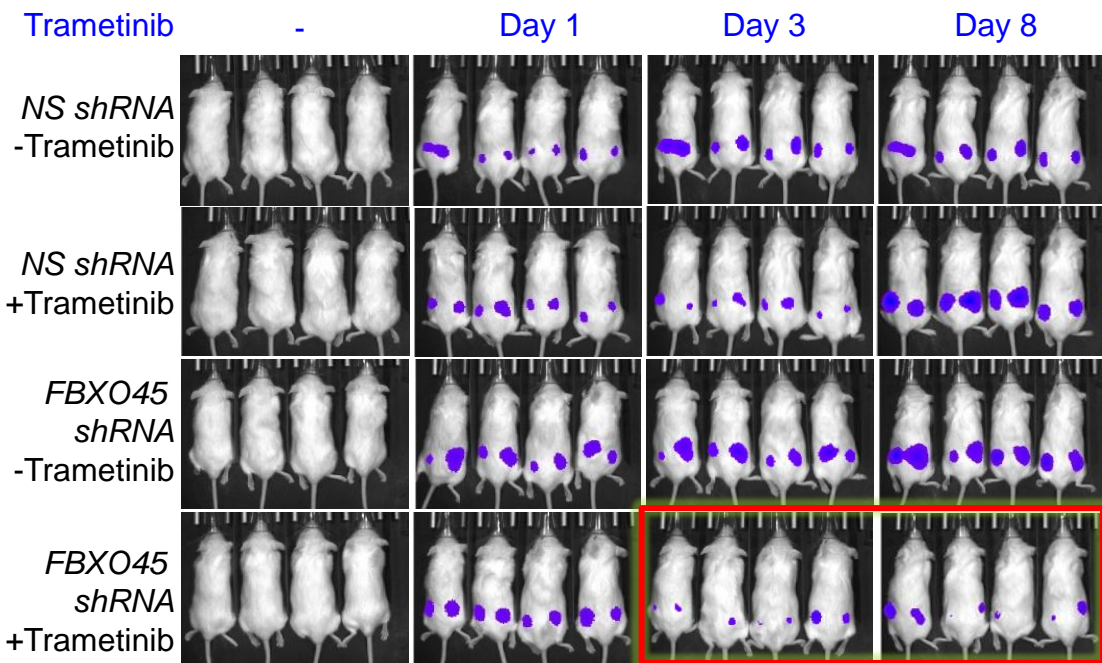 Trametinib - Day 1 Day 3 Day 8
NS shRNA
-Trametinib
NS shRNA
+Trametinib
FBXO45
shRNA
-Trametinib
FBXO45
shRNA
+Trametinib